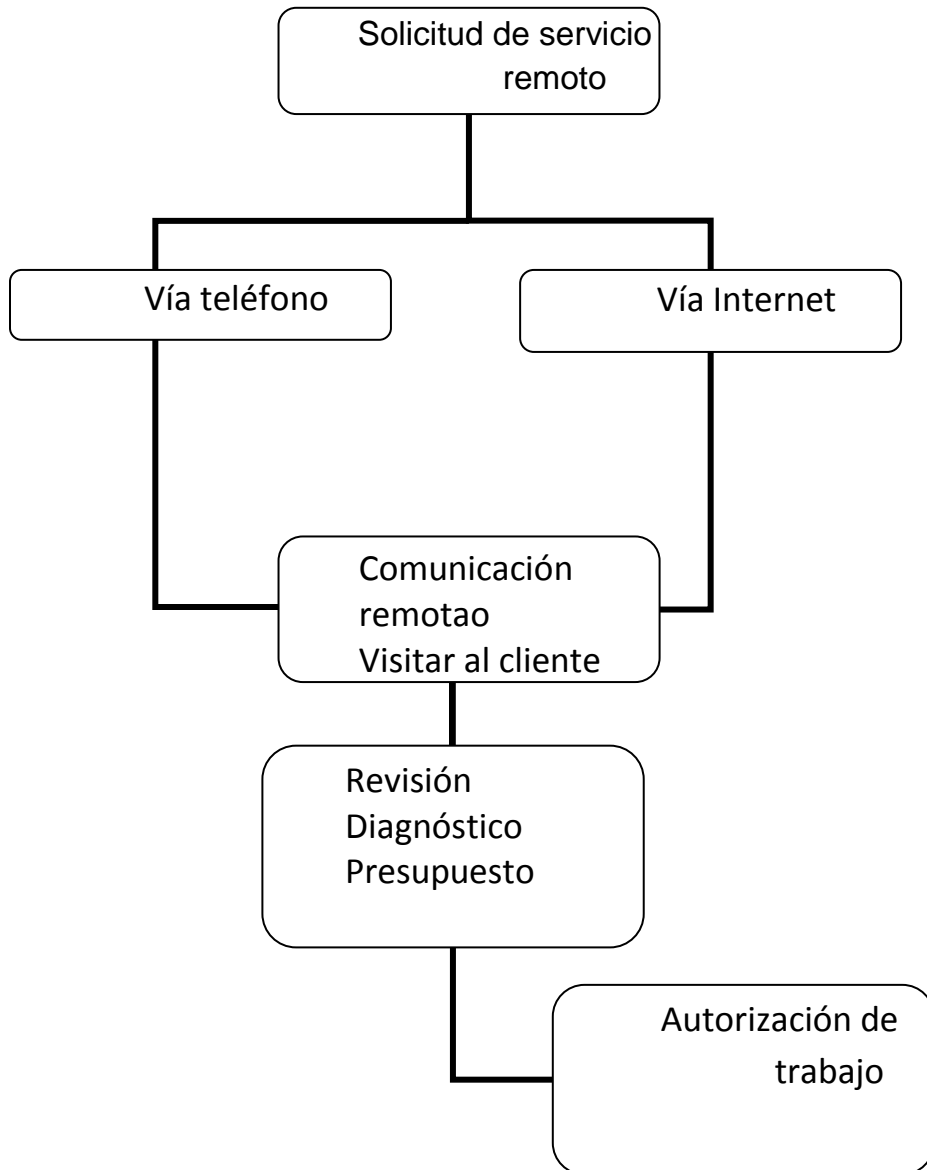 Solicitud de servicio
remoto
Vía teléfono
Vía Internet
Comunicación
remotao
Visitar al cliente
Revisión
Diagnóstico
Presupuesto
Autorización de
trabajo